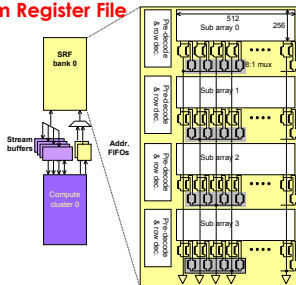 m Register File
SRF
bank 0
Stream
buffers
Addr.
FIFOs
Compute
cluster 0
512
256
Pre-decode
& row dec.
Sub array 0
8:1 mux
Pre-decode
& row dec.
Sub array 1
Pre-decode
& row dec.
Sub array 2
Pre-decode
& row dec.
Sub array 3